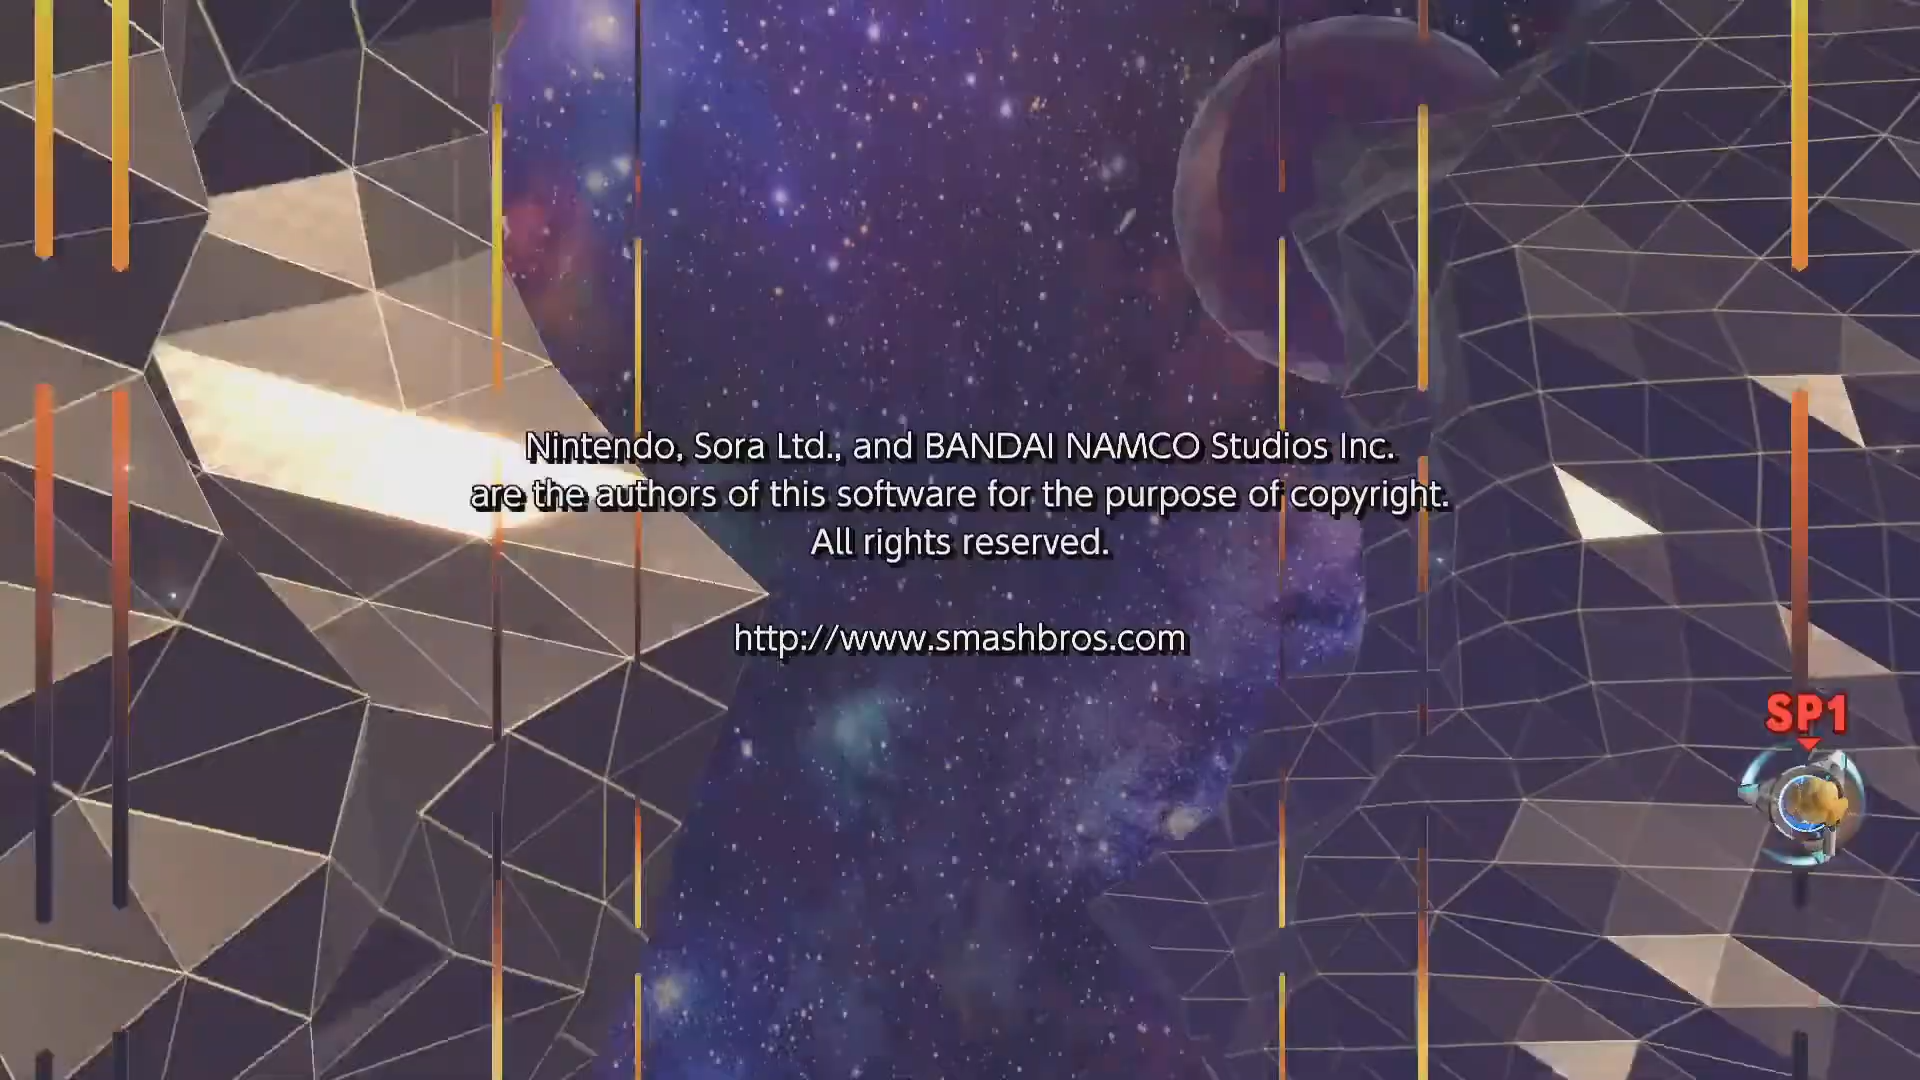 Nintendo, Sora Ltd., and BANDAI NAMCO Studios Inc.
are the authors of this software for the purpose of copyright.
All rights reserved.
http://www.smashbros.com
SP1